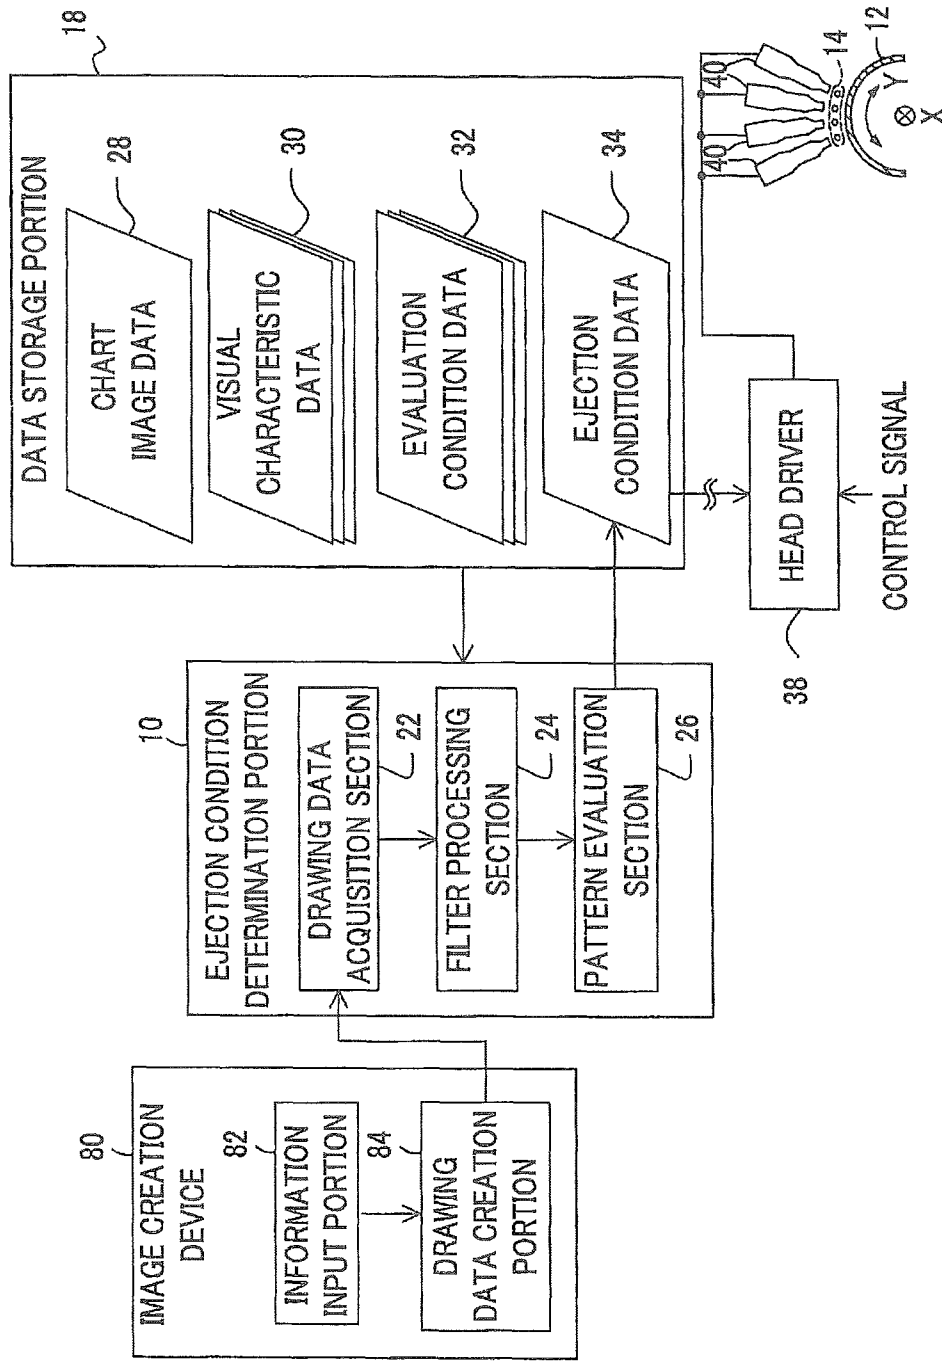 80
IMAGE CREATION
DEVICE
82
INFORMATION
INPUT PORTION
84
DRAWING
DATA CREATION
PORTION
10
EJECTION CONDITION
DETERMINATION PORTION
DRAWING DATA
ACQUISITION SECTION
22
FILTER PROCESSING
SECTION
24
PATTERN EVALUATION
SECTION
26
18
DATA STORAGE PORTION
CHART
IMAGE DATA
28
VISUAL
CHARACTERISTIC
DATA
30
EVALUATION
CONDITION DATA
32
EJECTION
CONDITION DATA
34
38
HEAD DRIVER
CONTROL SIGNAL
40
40
14
12
Y
X